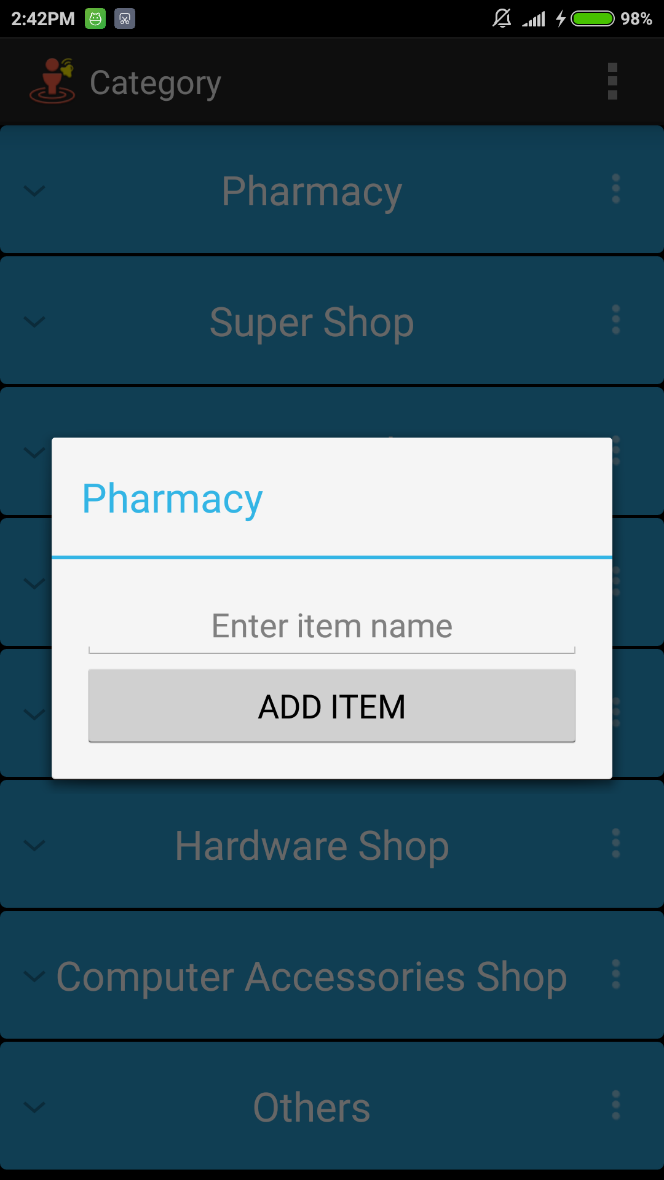 2:42PM
98%
Category
Pharmacy
Super Shop
Pharmacy
Enter item name
ADD ITEM
Hardware Shop
Computer Accessories Shop
Others